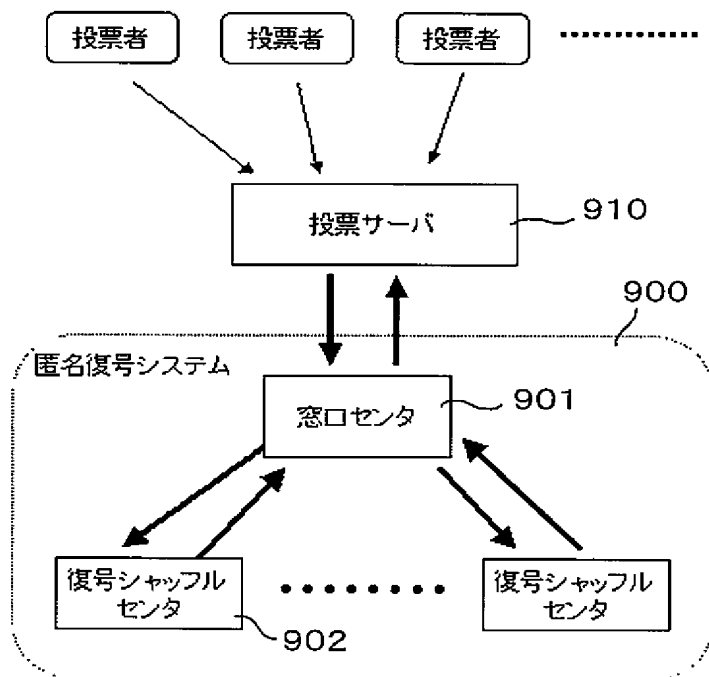 投票者
投票者
投票者
投票サーバ
910
900
匿名復号システム
窓口センタ
901
復号シャッフル
センタ
902
復号シャッフル
センタ